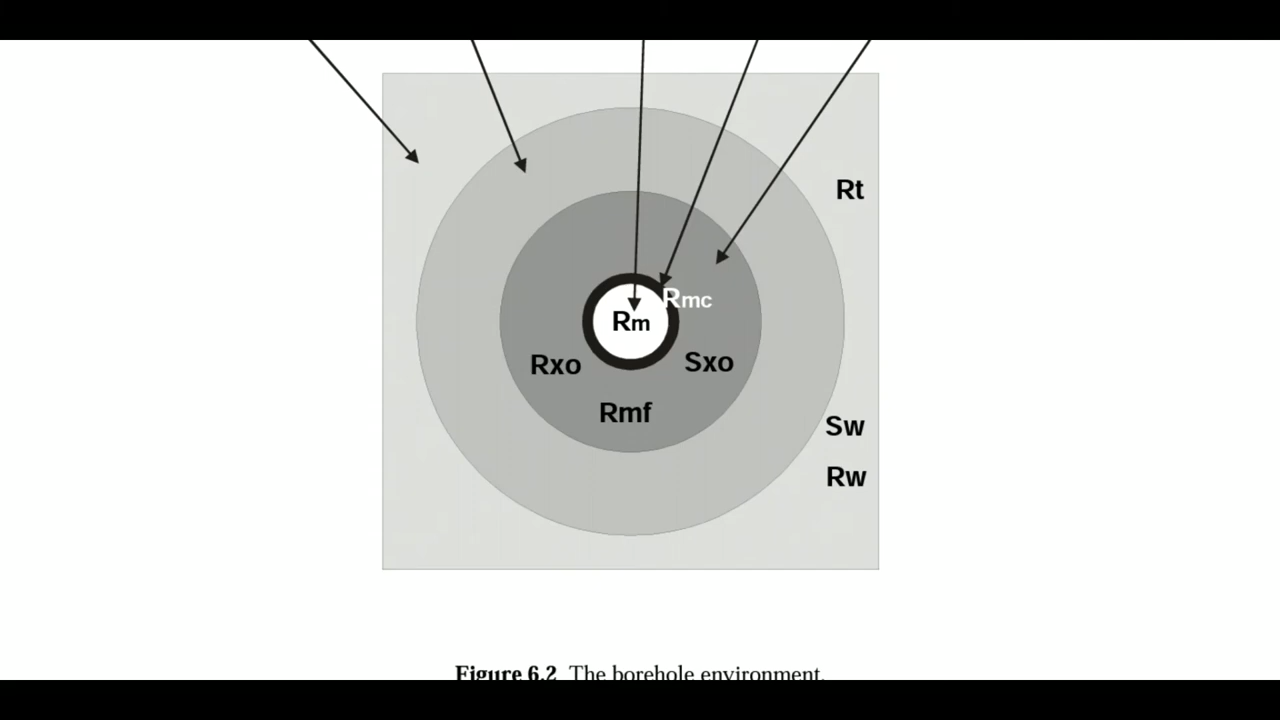 Rt
Rmc
Rm
Rxo
Sxo
Rmf
Sw
Rw
Figure 6.2 The borehole environment.